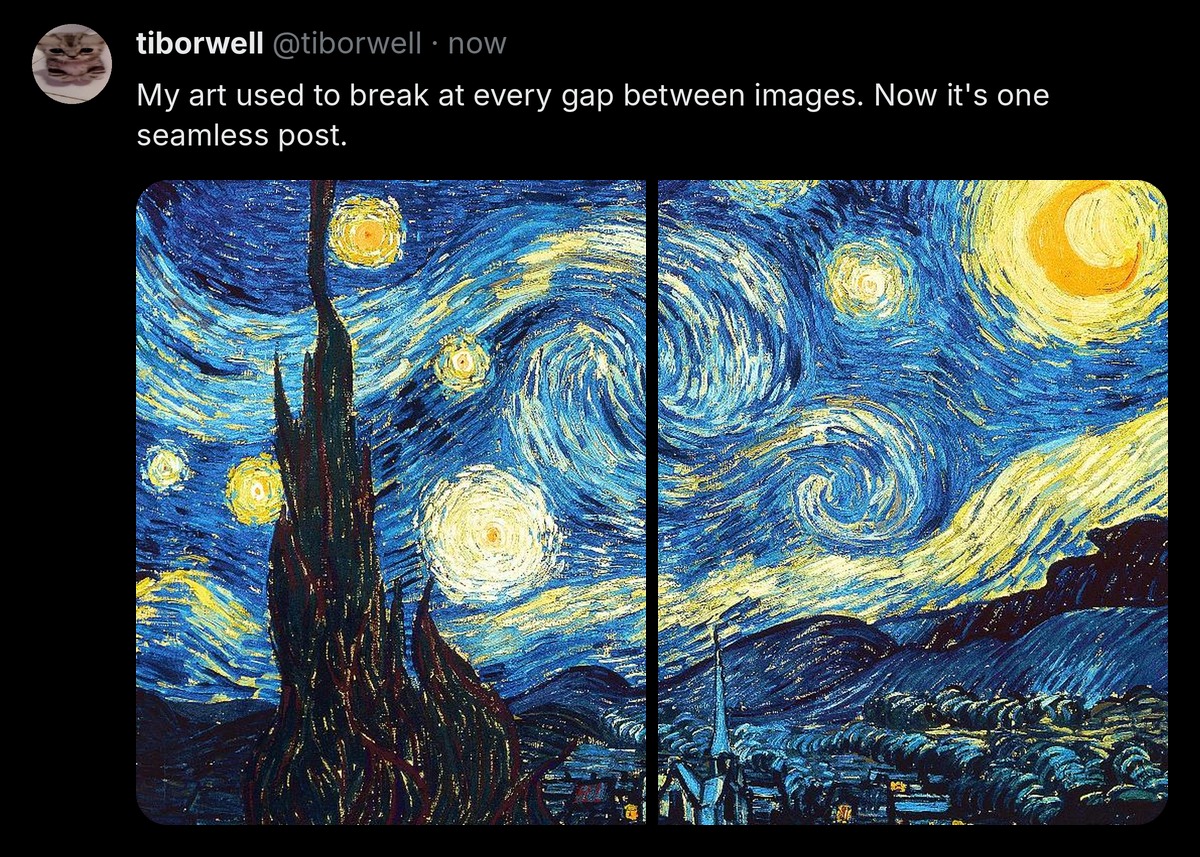 tiborwell @tiborwell · now
My art used to break at every gap between images. Now it's one
seamless post.